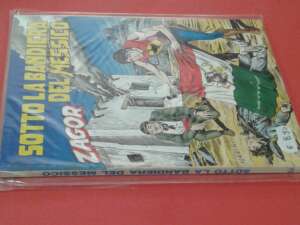 SOTTO LA BANDIERA
DEL MESSICO
ZAGOR
SOTTO LA BANDIERA DEL MESSICO